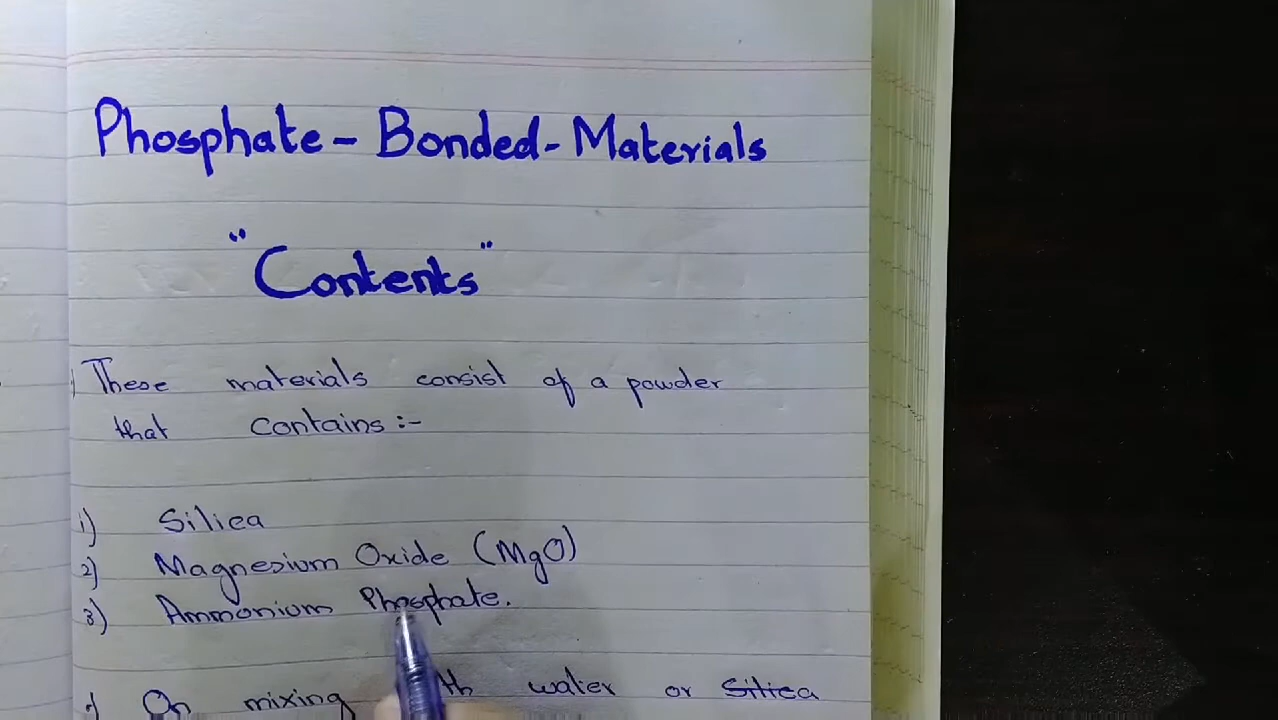 Phosphate - Bonded - Materials
"Contents"
These materials consist of a powder
that contains :-
1) Silica
2) Magnesium Oxide (MgO)
3) Ammonium Phosphate.
On mixing water or Silica